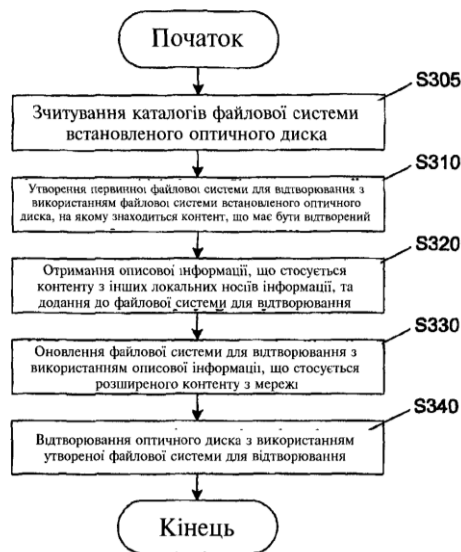 Початок
S305
Зчитування каталогів файлової системи
встановленого оптичного диска
S310
Утворення первинної файлової системи для відтворювання з
використанням файлової системи встановленого оптичного
диска, на якому знаходиться контент, що має бути відтворений
S320
Отримання описової інформації, що стосується
контенту з інших локальних носіїв інформації, та
додання до файлової системи для відтворювання
S330
Оновлення файлової системи для відтворювання з
використанням описової інформації, що стосується
розширеного контенту з мережі
S340
Відтворювання оптичного диска з використанням
утвореної файлової системи для відтворювання
Кінець